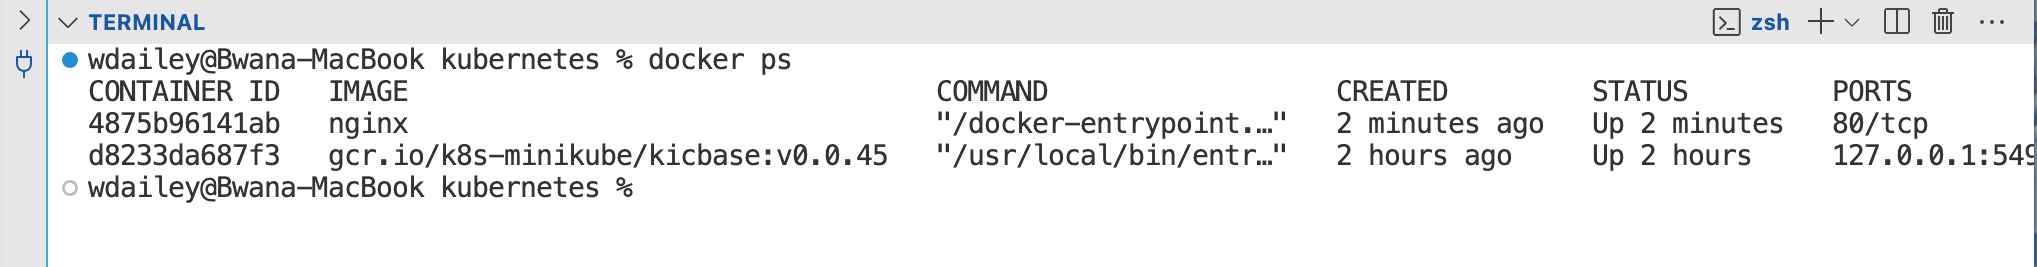 TERMINAL
zsh
wdailey@Bwana-MacBook kubernetes % docker ps
CONTAINER ID   IMAGE                                 COMMAND                  CREATED         STATUS         PORTS
4875b96141ab   nginx                                 "/docker-entrypoint.…"   2 minutes ago   Up 2 minutes   80/tcp
d8233da687f3   gcr.io/k8s-minikube/kicbase:v0.0.45   "/usr/local/bin/entr…"   2 hours ago     Up 2 hours     127.0.0.1:549
wdailey@Bwana-MacBook kubernetes %